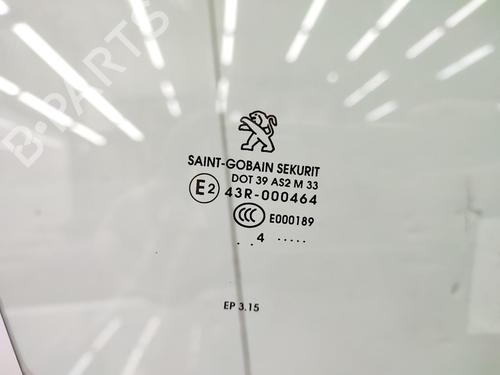 B-PARTS
SAINT-GOBAIN SEKURIT
DOT 39 AS2 M 33
E2 43R-000464
CCC E000189
. . 4 .....
EP 3.15